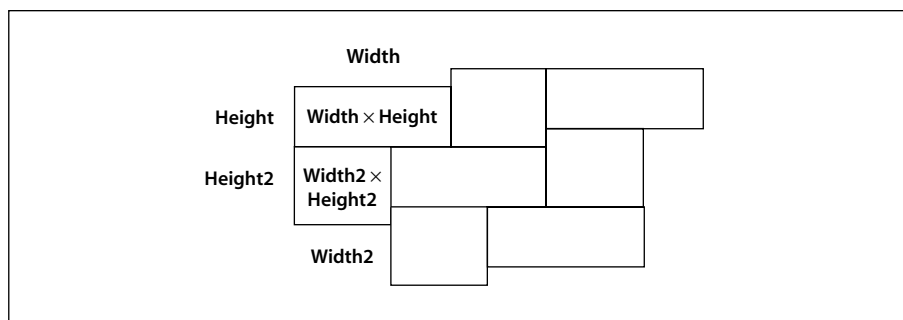 Width
Height
Width × Height
Height2
Width2 ×
Height2
Width2